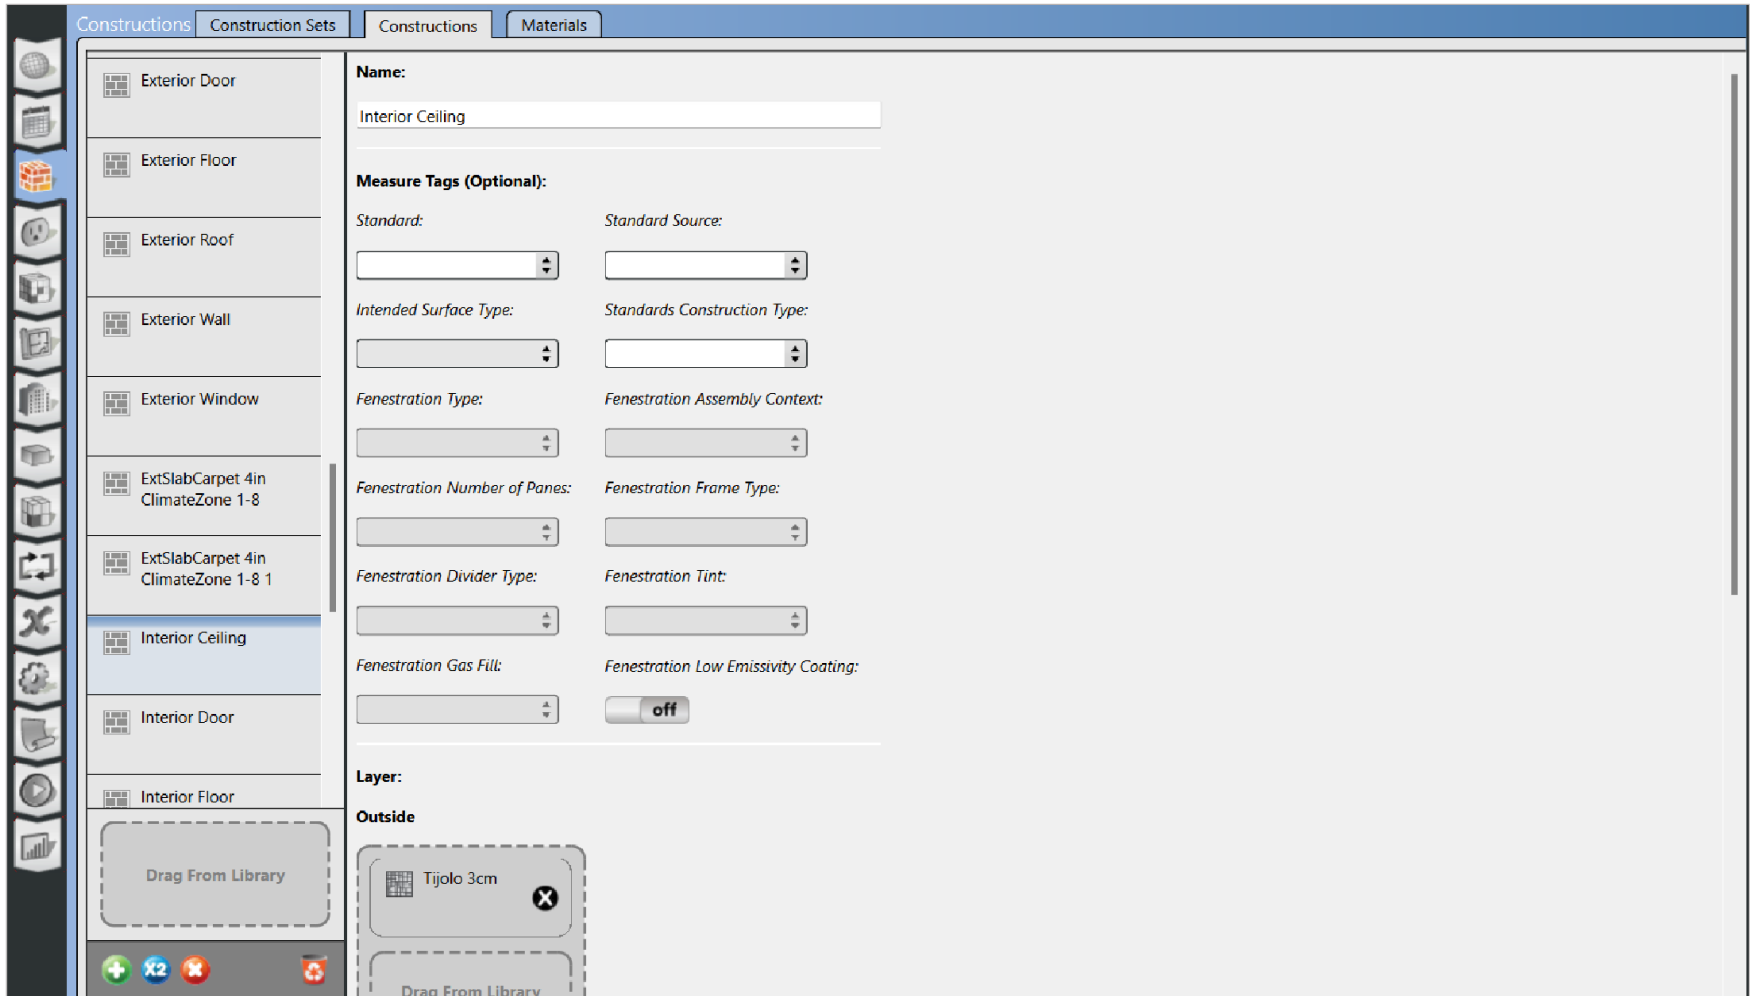 Constructions
Construction Sets
Constructions
Materials
Exterior Door
Exterior Floor
Exterior Roof
Exterior Wall
Exterior Window
ExtSlabCarpet 4in
ClimateZone 1-8
ExtSlabCarpet 4in
ClimateZone 1-8 1
Interior Ceiling
Interior Door
Interior Floor
Drag From Library
X2
Name:
Interior Ceiling
Measure Tags (Optional):
Standard:
Standard Source:
Intended Surface Type:
Standards Construction Type:
Fenestration Type:
Fenestration Assembly Context:
Fenestration Number of Panes:
Fenestration Frame Type:
Fenestration Divider Type:
Fenestration Tint:
Fenestration Gas Fill:
Fenestration Low Emissivity Coating:
off
Layer:
Outside
Tijolo 3cm
Drag From Library